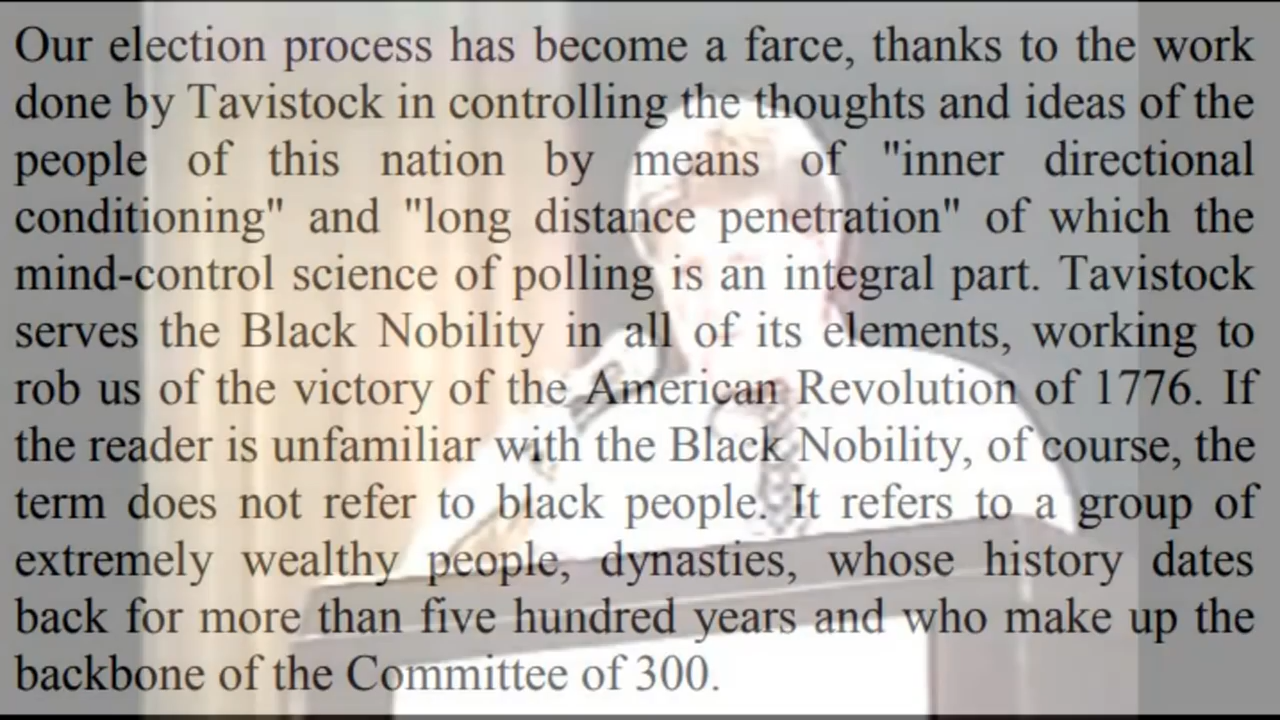 Our election process has become a farce, thanks to the work
done by Tavistock in controlling the thoughts and ideas of the
people of this nation by means of "inner directional
conditioning" and "long distance penetration" of which the
mind-control science of polling is an integral part. Tavistock
serves the Black Nobility in all of its elements, working to
rob us of the victory of the American Revolution of 1776. If
the reader is unfamiliar with the Black Nobility, of course, the
term does not refer to black people. It refers to a group of
extremely wealthy people, dynasties, whose history dates
back for more than five hundred years and who make up the
backbone of the Committee of 300.